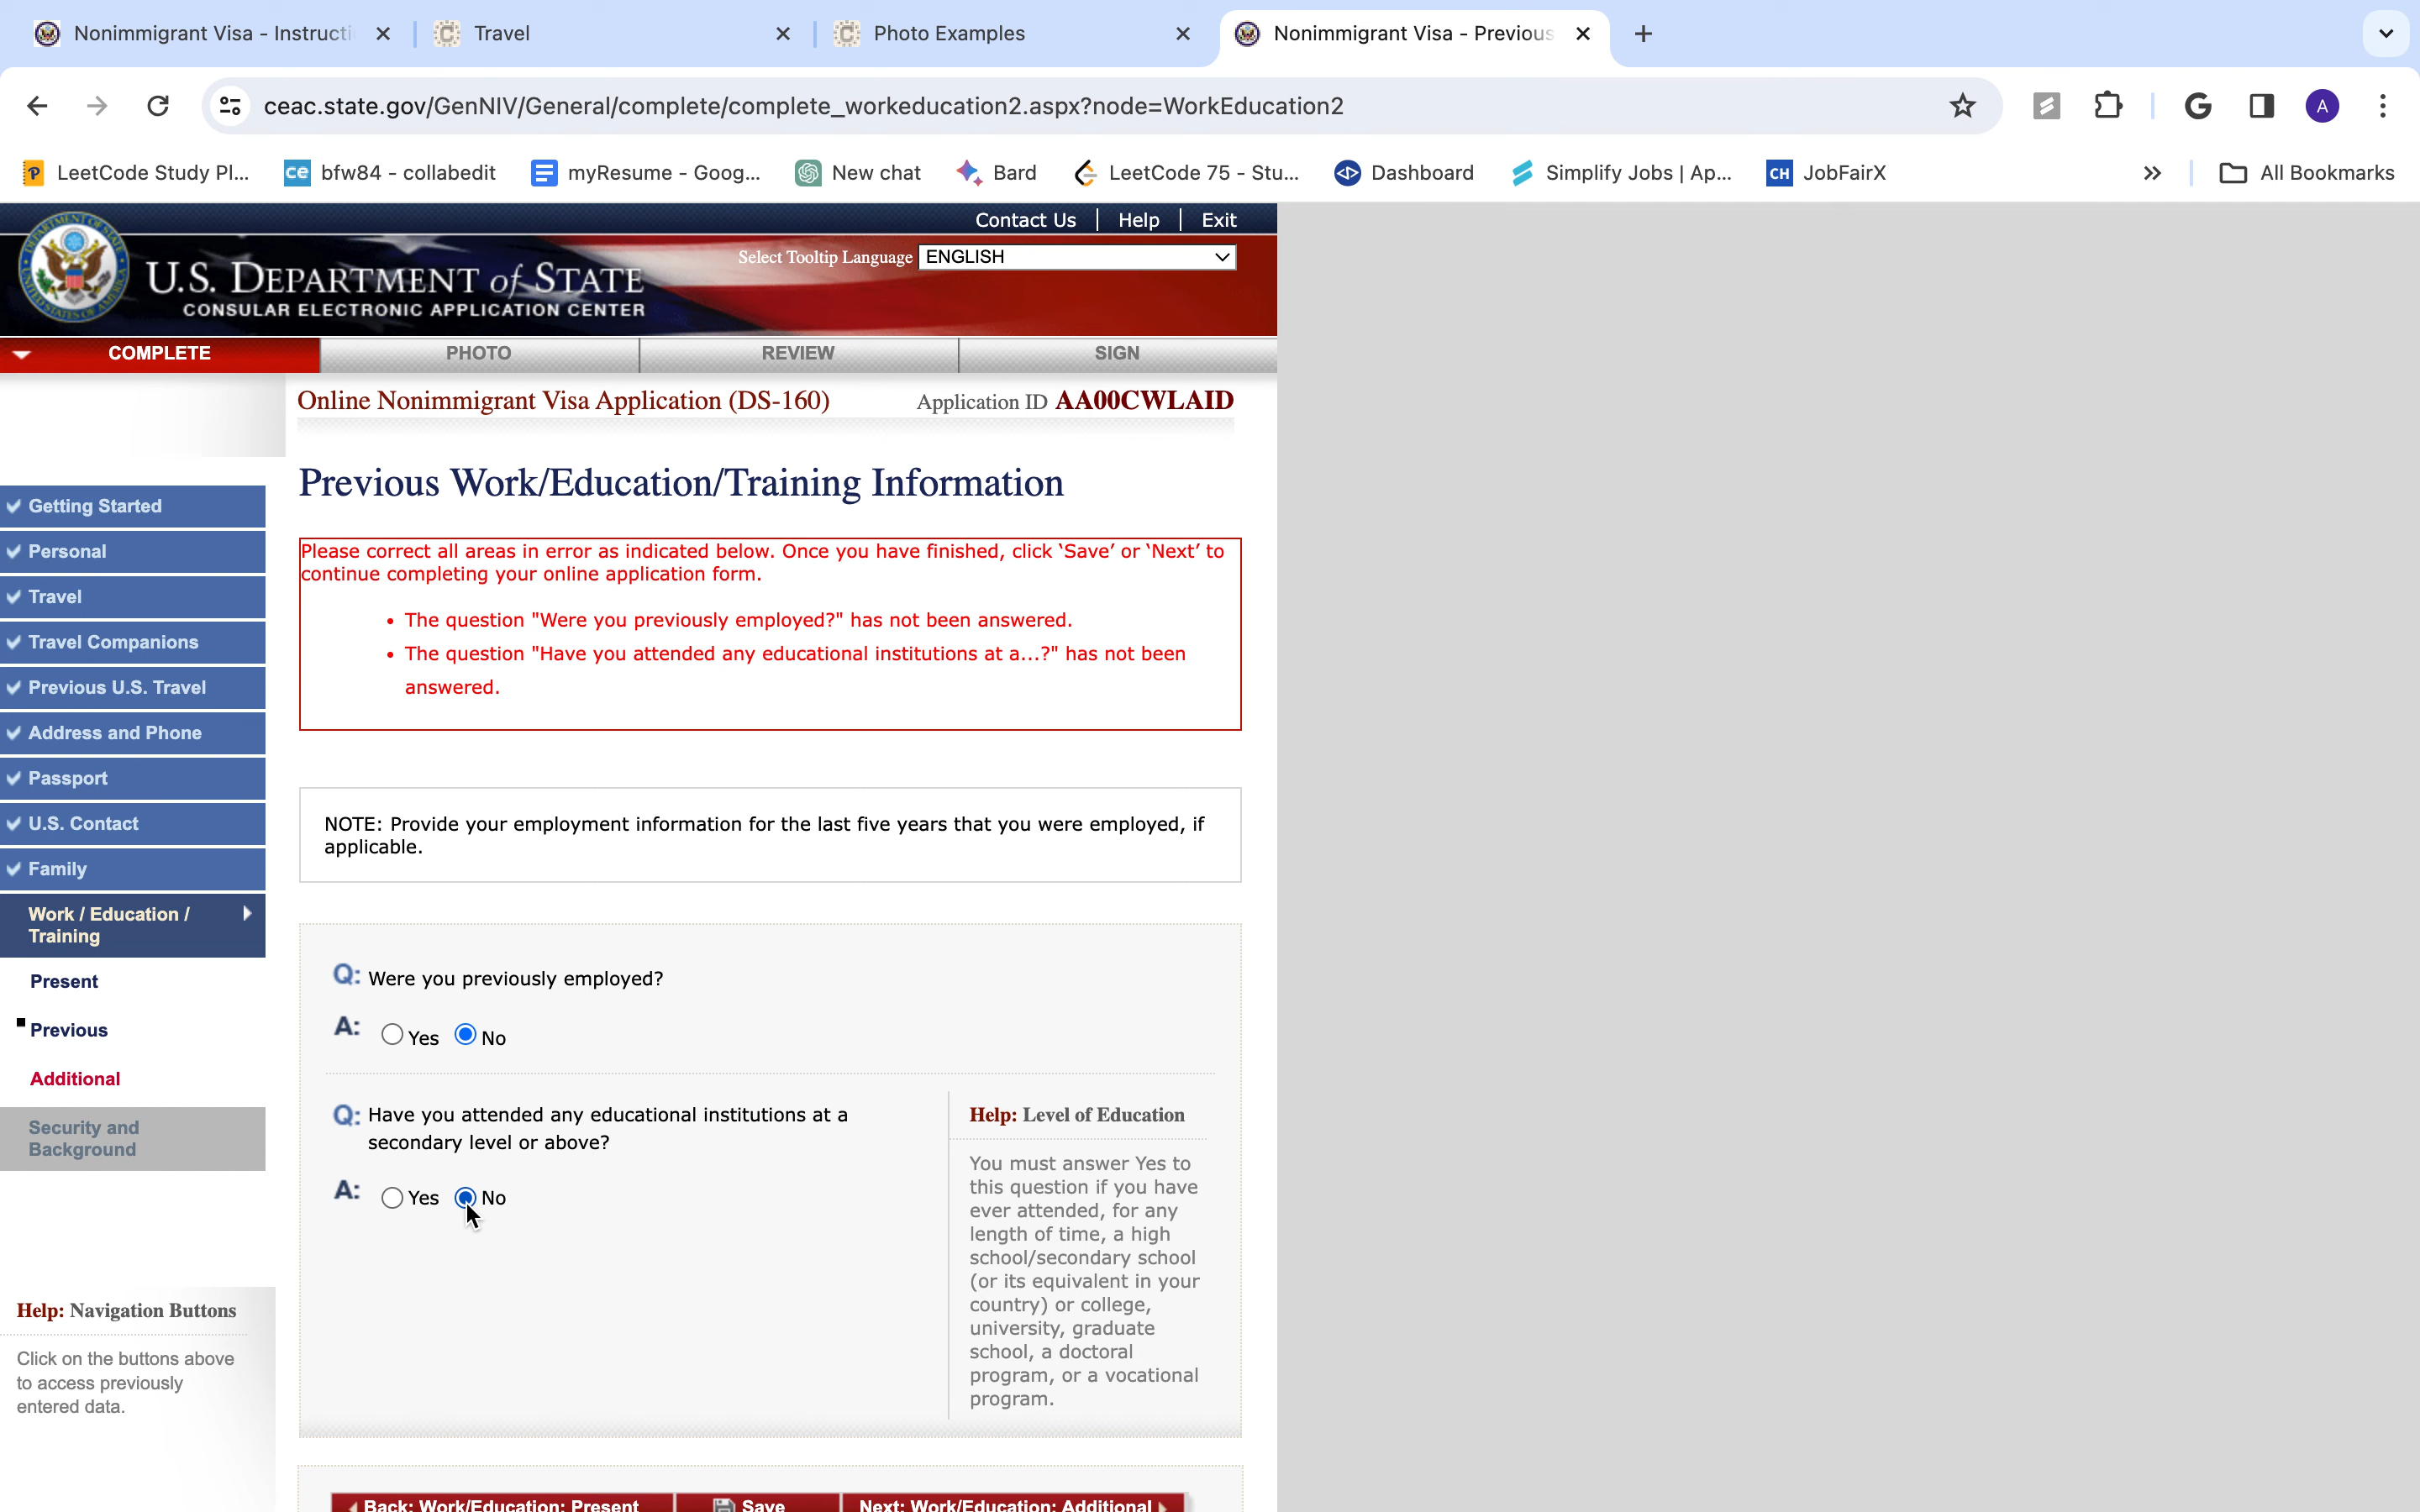 Nonimmigrant Visa - Instructi
Travel
Photo Examples
Nonimmigrant Visa - Previous
ceac.state.gov/GenNIV/General/complete/complete_workeducation2.aspx?node=WorkEducation2
A
LeetCode Study Pl...
ce bfw84 - collabedit
myResume - Goog...
New chat
Bard
LeetCode 75 - Stu...
Dashboard
Simplify Jobs | Ap...
CH JobFairX
All Bookmarks
Contact Us | Help | Exit
Select Tooltip Language ENGLISH
U.S. DEPARTMENT of STATE
CONSULAR ELECTRONIC APPLICATION CENTER
COMPLETE
PHOTO
REVIEW
SIGN
Online Nonimmigrant Visa Application (DS-160)
Application ID AA00CWLAID
Previous Work/Education/Training Information
Please correct all areas in error as indicated below. Once you have finished, click ‘Save’ or ‘Next’ to
continue completing your online application form.
• The question "Were you previously employed?" has not been answered.
• The question "Have you attended any educational institutions at a...?" has not been
answered.
NOTE: Provide your employment information for the last five years that you were employed, if
applicable.
Getting Started
Personal
Travel
Travel Companions
Previous U.S. Travel
Address and Phone
Passport
U.S. Contact
Family
Work / Education /
Training
Present
Previous
Additional
Security and
Background
Q: Were you previously employed?
A: Yes No
Q: Have you attended any educational institutions at a
secondary level or above?
A: Yes No
Help: Level of Education
You must answer Yes to
this question if you have
ever attended, for any
length of time, a high
school/secondary school
(or its equivalent in your
country) or college,
university, graduate
school, a doctoral
program, or a vocational
program.
Help: Navigation Buttons
Click on the buttons above
to access previously
entered data.
Back: Work/Education: Present
Save
Next: Work/Education: Additional